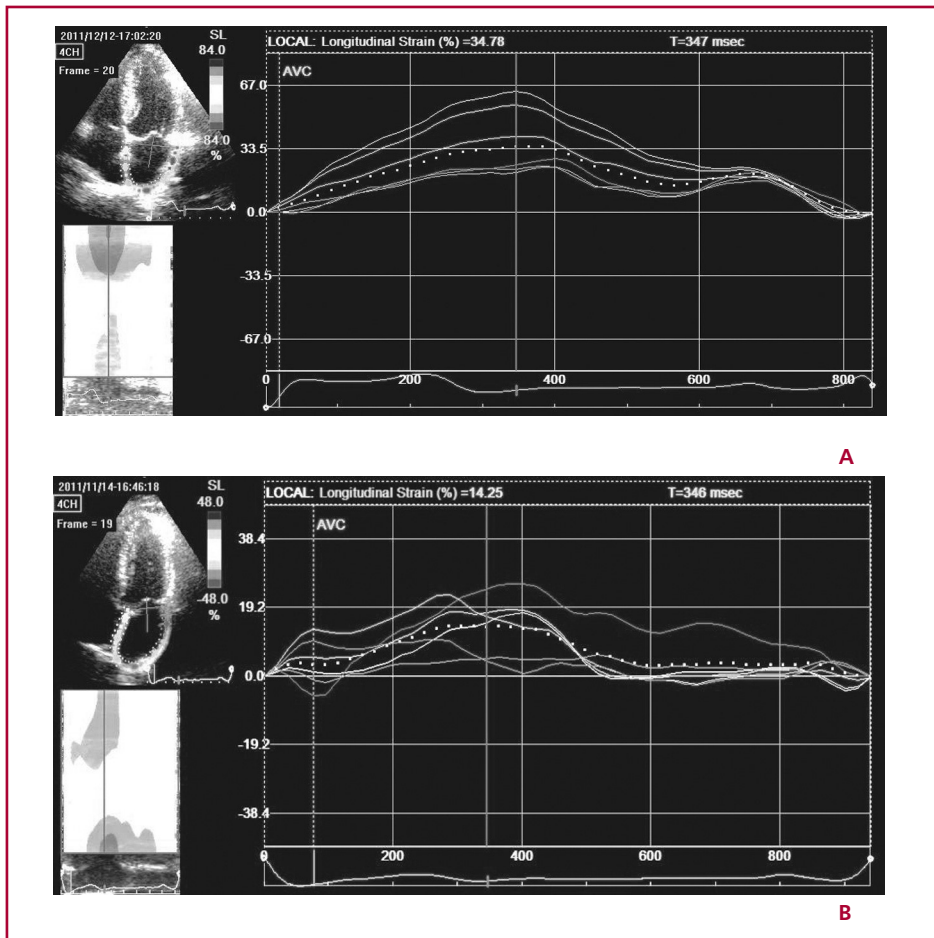 2011/12/12-17:02:20
SL
4CH
84.0
Frame = 20
-84.0
%
LOCAL: Longitudinal Strain (%) =34.78 T=347 msec
AVC
67.0
33.5
0.0
-33.5
-67.0
0 200 400 600 800
A
2011/11/14-16:46:18
SL
4CH
48.0
Frame = 19
-48.0
%
LOCAL: Longitudinal Strain (%) =14.25 T=346 msec
AVC
38.4
19.2
0.0
-19.2
-38.4
0 200 400 600 800
B